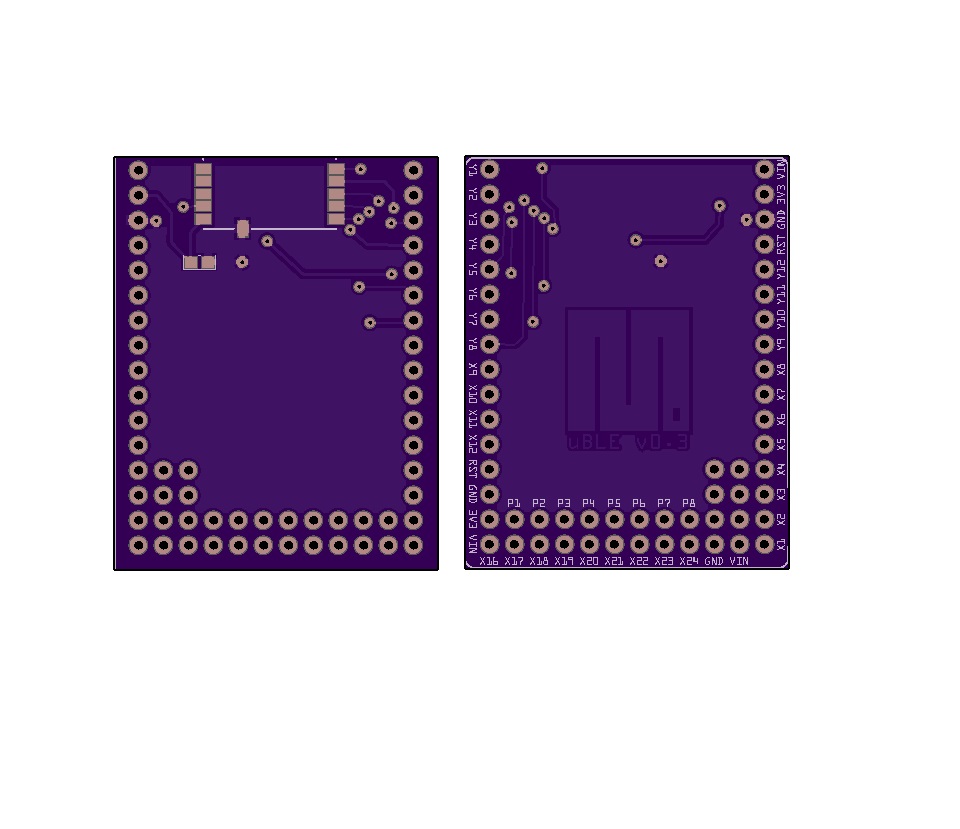 Y1
Y2
Y3
Y4
Y5
Y6
Y7
Y8
X9
X10
X11
X12
RST
GND
3V3
VIN
VIN
3V3
GND
RST
Y12
Y11
Y10
Y9
X8
X7
X6
X5
X4
X3
X2
X1
uBLE v0.3
P1 P2 P3 P4 P5 P6 P7 P8
X16 X17 X18 X19 X20 X21 X22 X23 X24 GND VIN